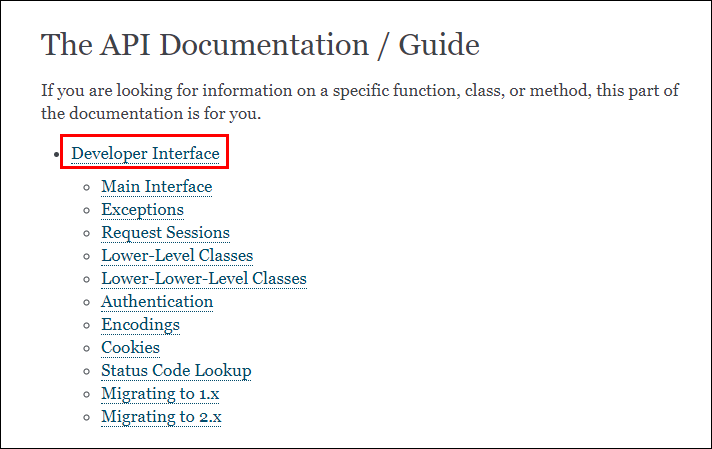 The API Documentation / Guide
If you are looking for information on a specific function, class, or method, this part of
the documentation is for you.
Developer Interface
Main Interface
Exceptions
Request Sessions
Lower-Level Classes
Lower-Lower-Level Classes
Authentication
Encodings
Cookies
Status Code Lookup
Migrating to 1.x
Migrating to 2.x